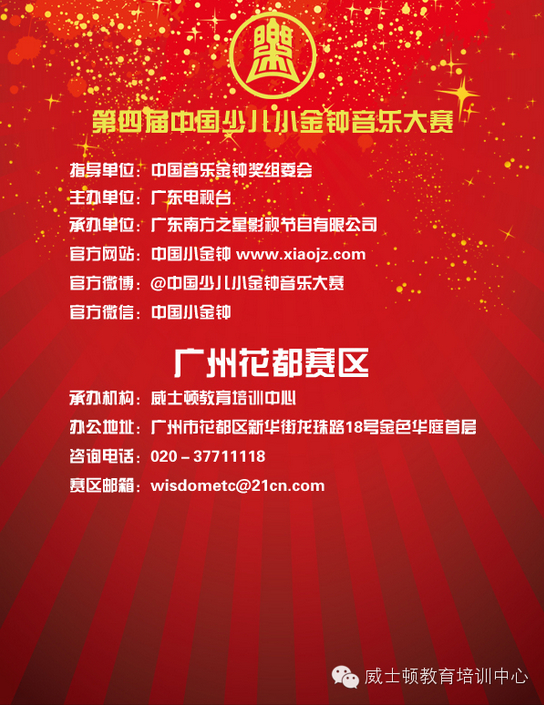 樂
第四届中国少儿小金钟音乐大赛
指导单位：中国音乐金钟奖组委会
主办单位：广东电视台
承办单位：广东南方之星影视节目有限公司
官方网站：中国小金钟 www.xiaojz.com
官方微博：@中国少儿小金钟音乐大赛
官方微信：中国小金钟
广州花都赛区
承办机构：威士顿教育培训中心
办公地址：广州市花都区新华街龙珠路18号金色华庭首层
咨询电话：020－37711118
赛区邮箱：wisdometc@21cn.com
威士顿教育培训中心